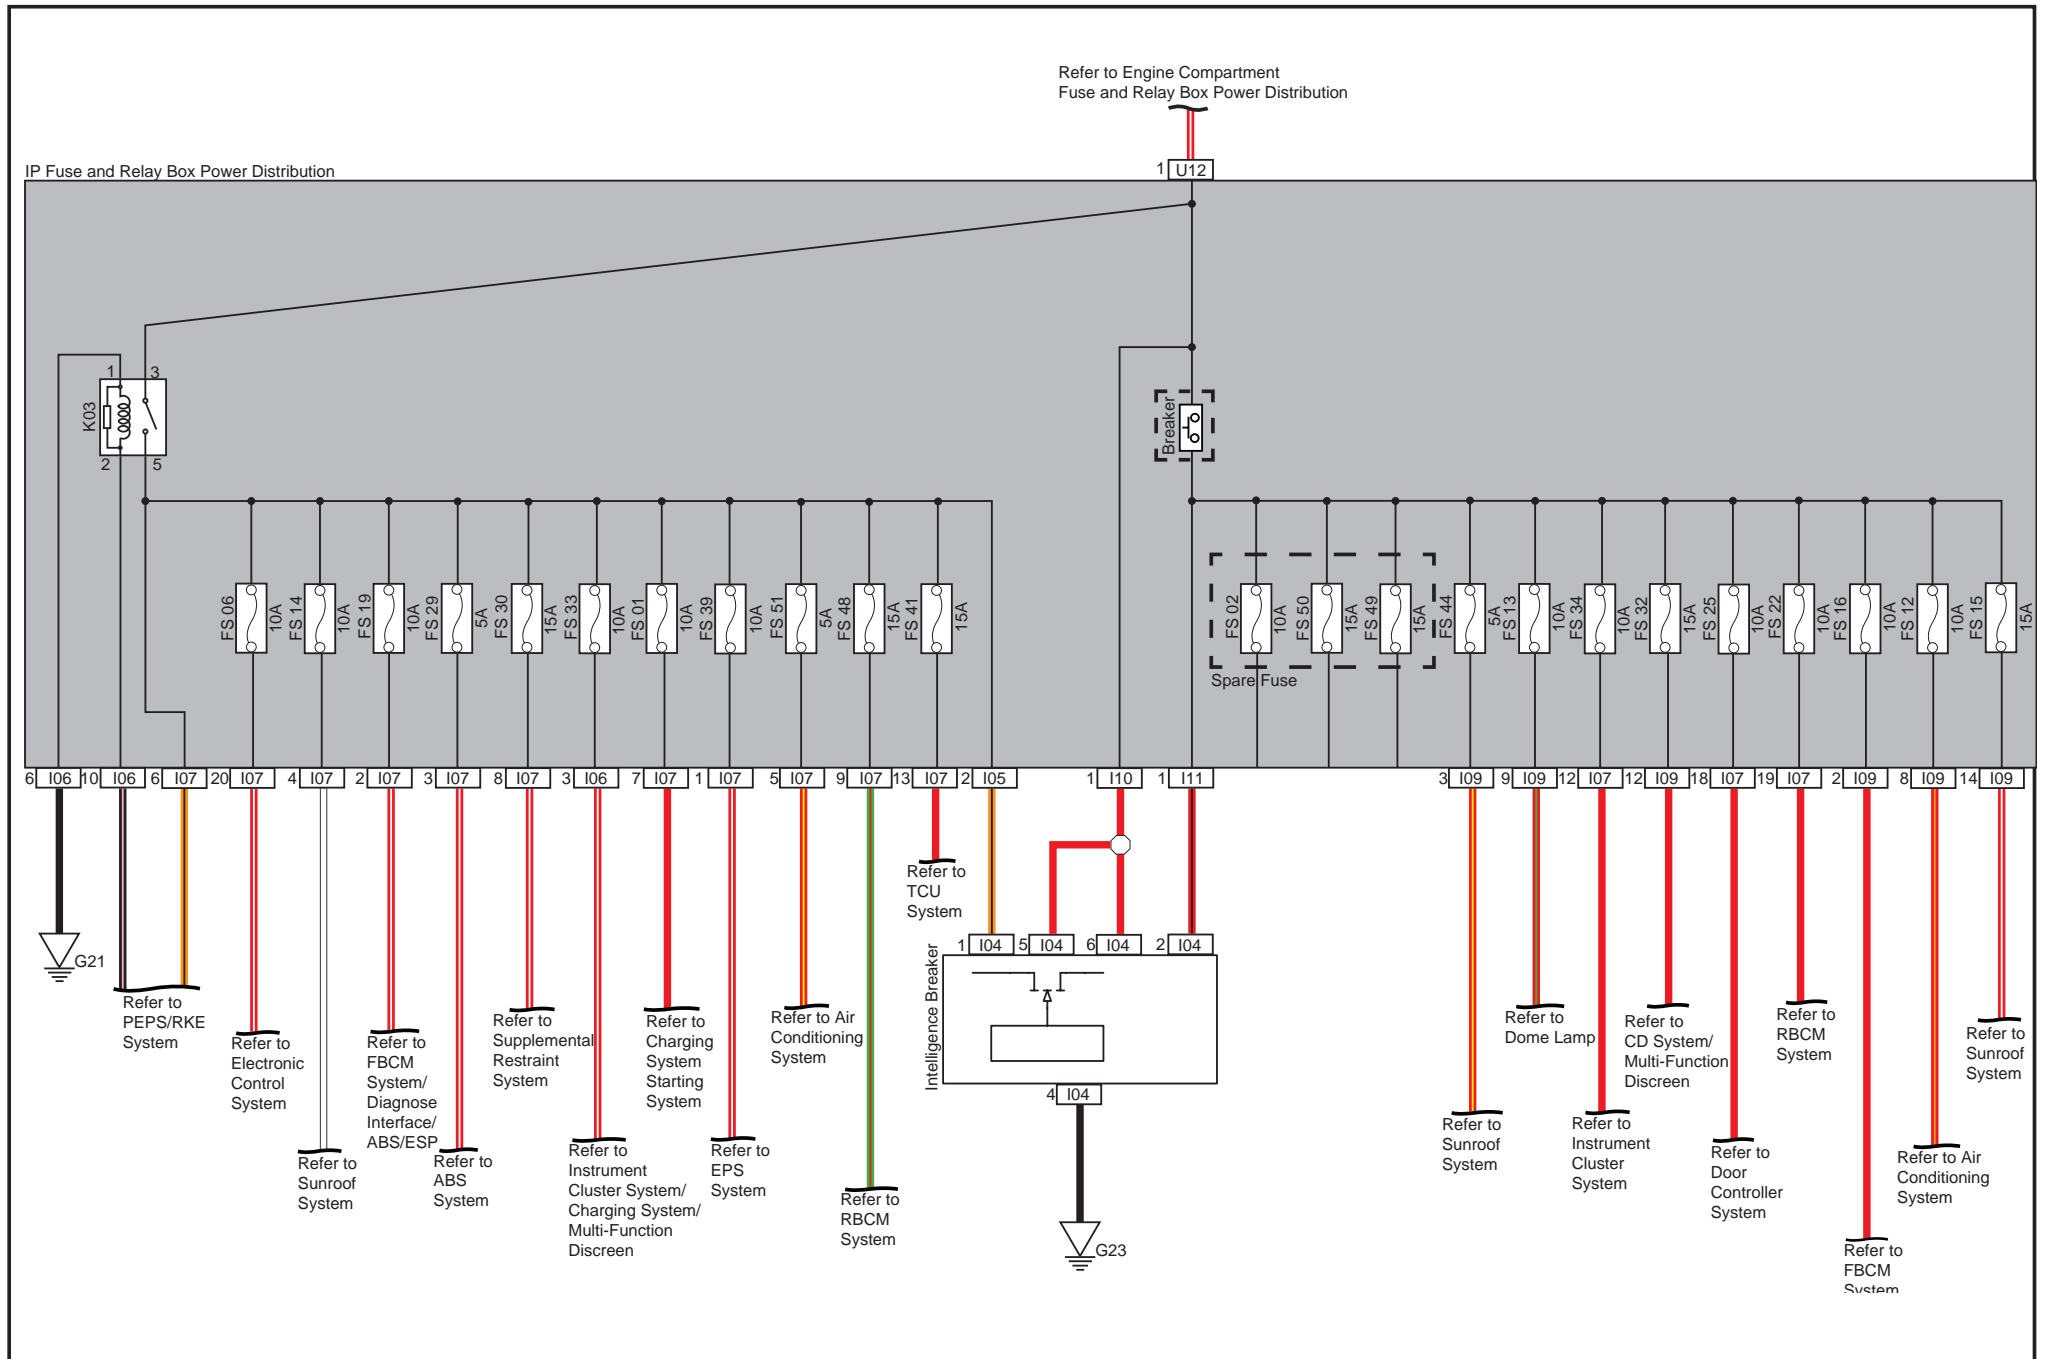 Refer to Engine Compartment
Fuse and Relay Box Power Distribution
IP Fuse and Relay Box Power Distribution
1 U12
1 3
K03
2 5
Breaker
FS 06 10A
FS 14 10A
FS 19 10A
FS 29 5A
FS 30 15A
FS 33 10A
FS 01 10A
FS 39 10A
FS 51 5A
FS 48 15A
FS 41 15A
FS 02 10A
FS 50 15A
FS 49 15A
FS 44 5A
FS 13 10A
FS 34 10A
FS 32 15A
FS 25 10A
FS 22 10A
FS 16 10A
FS 12 10A
FS 15 15A
Spare Fuse
6 I06 10 I06 6 I07 20 I07 4 I07 2 I07 3 I07 8 I07 3 I06 7 I07 1 I07 5 I07 9 I07 13 I07 2 I05 1 I10 1 I11 3 I09 9 I09 12 I07 12 I09 18 I07 19 I07 2 I09 8 I09 14 I09
G21
Refer to
PEPS/RKE
System
Refer to
Electronic
Control
System
Refer to
Sunroof
System
Refer to
FBCM
System/
Diagnose
Interface/
ABS/ESP
Refer to
ABS
System
Refer to
Supplemental
Restraint
System
Refer to
Instrument
Cluster System/
Charging System/
Multi-Function
Discreen
Refer to
Charging
System
Starting
System
Refer to
EPS
System
Refer to Air
Conditioning
System
Refer to
RBCM
System
Refer to
TCU
System
1 I04 5 I04 6 I04 2 I04
Intelligence Breaker
4 I04
G23
Refer to
Sunroof
System
Refer to
Dome Lamp
Refer to
Instrument
Cluster
System
Refer to
CD System/
Multi-Function
Discreen
Refer to
Door
Controller
System
Refer to
RBCM
System
Refer to
FBCM
System
Refer to Air
Conditioning
System
Refer to
Sunroof
System